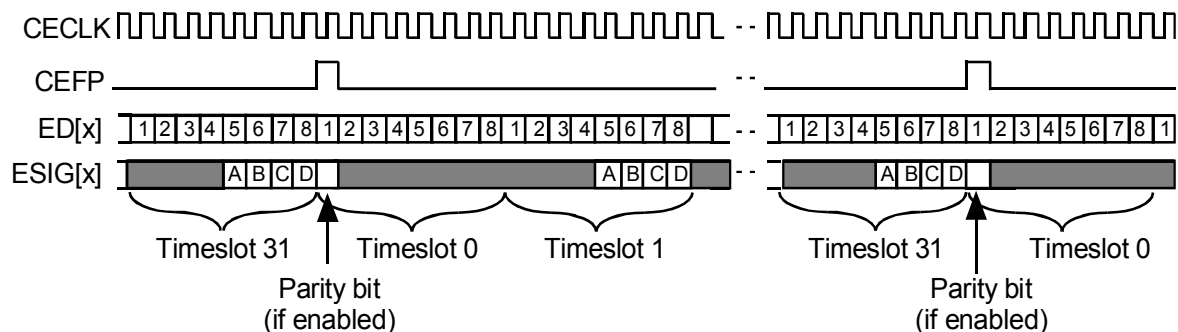 CECLK
CEFP
ED[x] 1 2 3 4 5 6 7 8 1 2 3 4 5 6 7 8 1 2 3 4 5 6 7 8 1 2 3 4 5 6 7 8 1 2 3 4 5 6 7 8 1
ESIG[x] A B C D A B C D A B C D
Timeslot 31 Timeslot 0 Timeslot 1 Timeslot 31 Timeslot 0
Parity bit Parity bit
(if enabled) (if enabled)